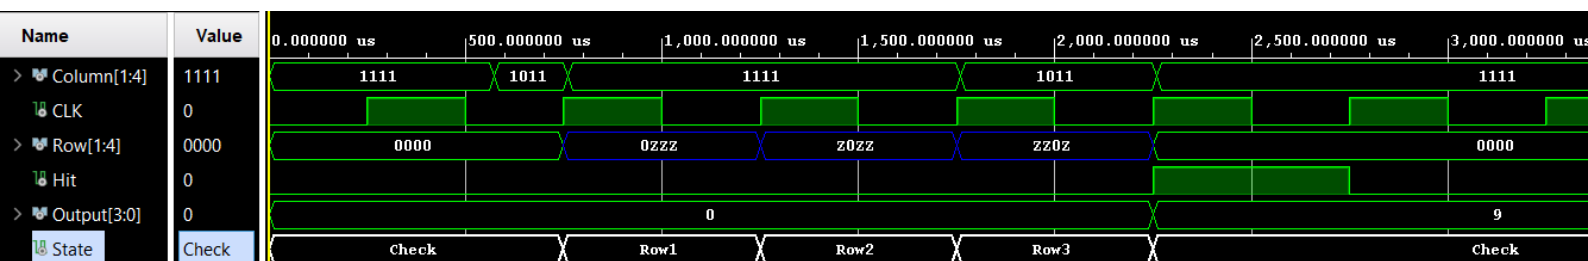 Name Value 0.000000 us 500.000000 us 1,000.000000 us 1,500.000000 us 2,000.000000 us 2,500.000000 us 3,000.000000 us
Column[1:4] 1111 1111 1011 1111 1011 1111
CLK 0
Row[1:4] 0000 0000 0zzz z0zz zz0z 0000
Hit 0
Output[3:0] 0 0 9
State Check Check Row1 Row2 Row3 Check